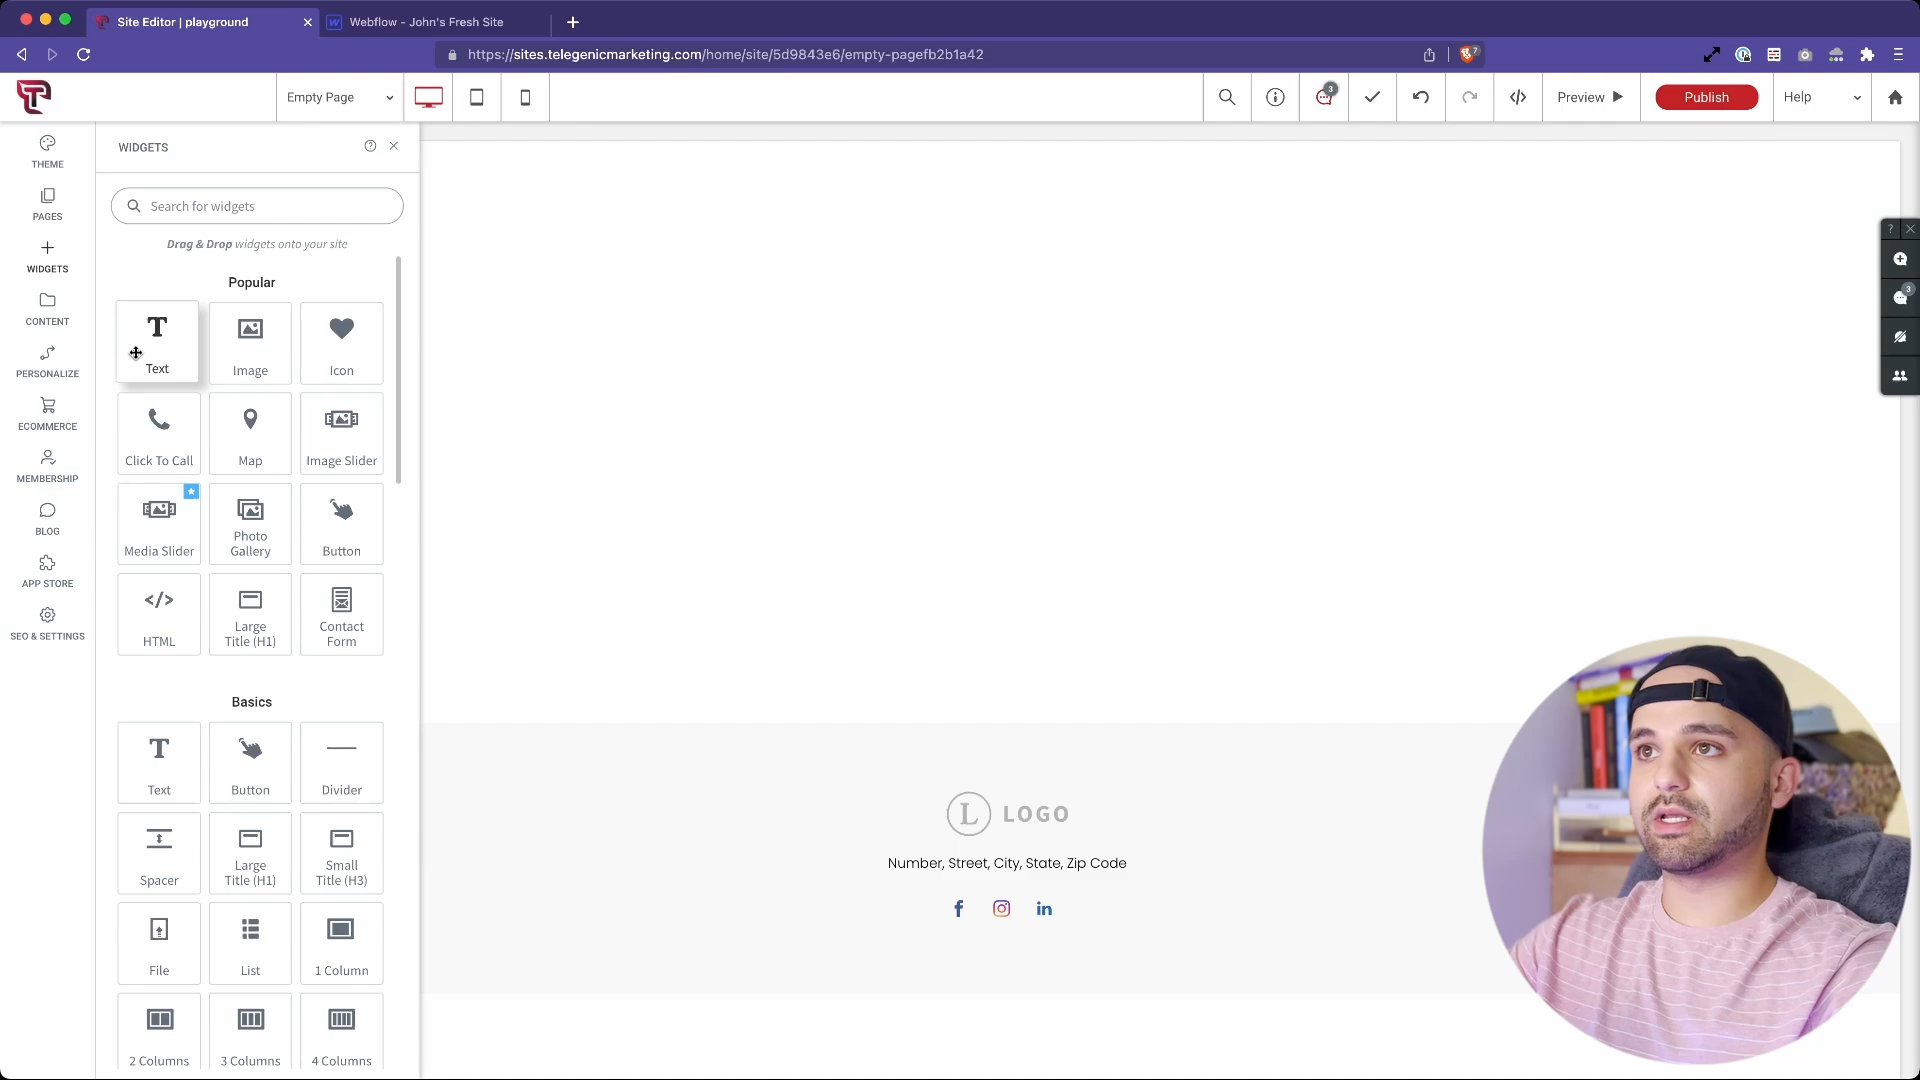 Site Editor | playground
Webflow - John's Fresh Site
https://sites.telegenicmarketing.com/home/site/5d9843e6/empty-pagefb2b1a42
7
Empty Page
3
Preview
Publish
Help
THEME
PAGES
WIDGETS
CONTENT
PERSONALIZE
ECOMMERCE
MEMBERSHIP
BLOG
APP STORE
SEO & SETTINGS
WIDGETS
Search for widgets
Drag & Drop widgets onto your site
Popular
Text
Image
Icon
Click To Call
Map
Image Slider
Media Slider
Photo
Gallery
Button
HTML
Large
Title (H1)
Contact
Form
Basics
Text
Button
Divider
Spacer
Large
Title (H1)
Small
Title (H3)
File
List
1 Column
2 Columns
3 Columns
4 Columns
L LOGO
Number, Street, City, State, Zip Code
?
3